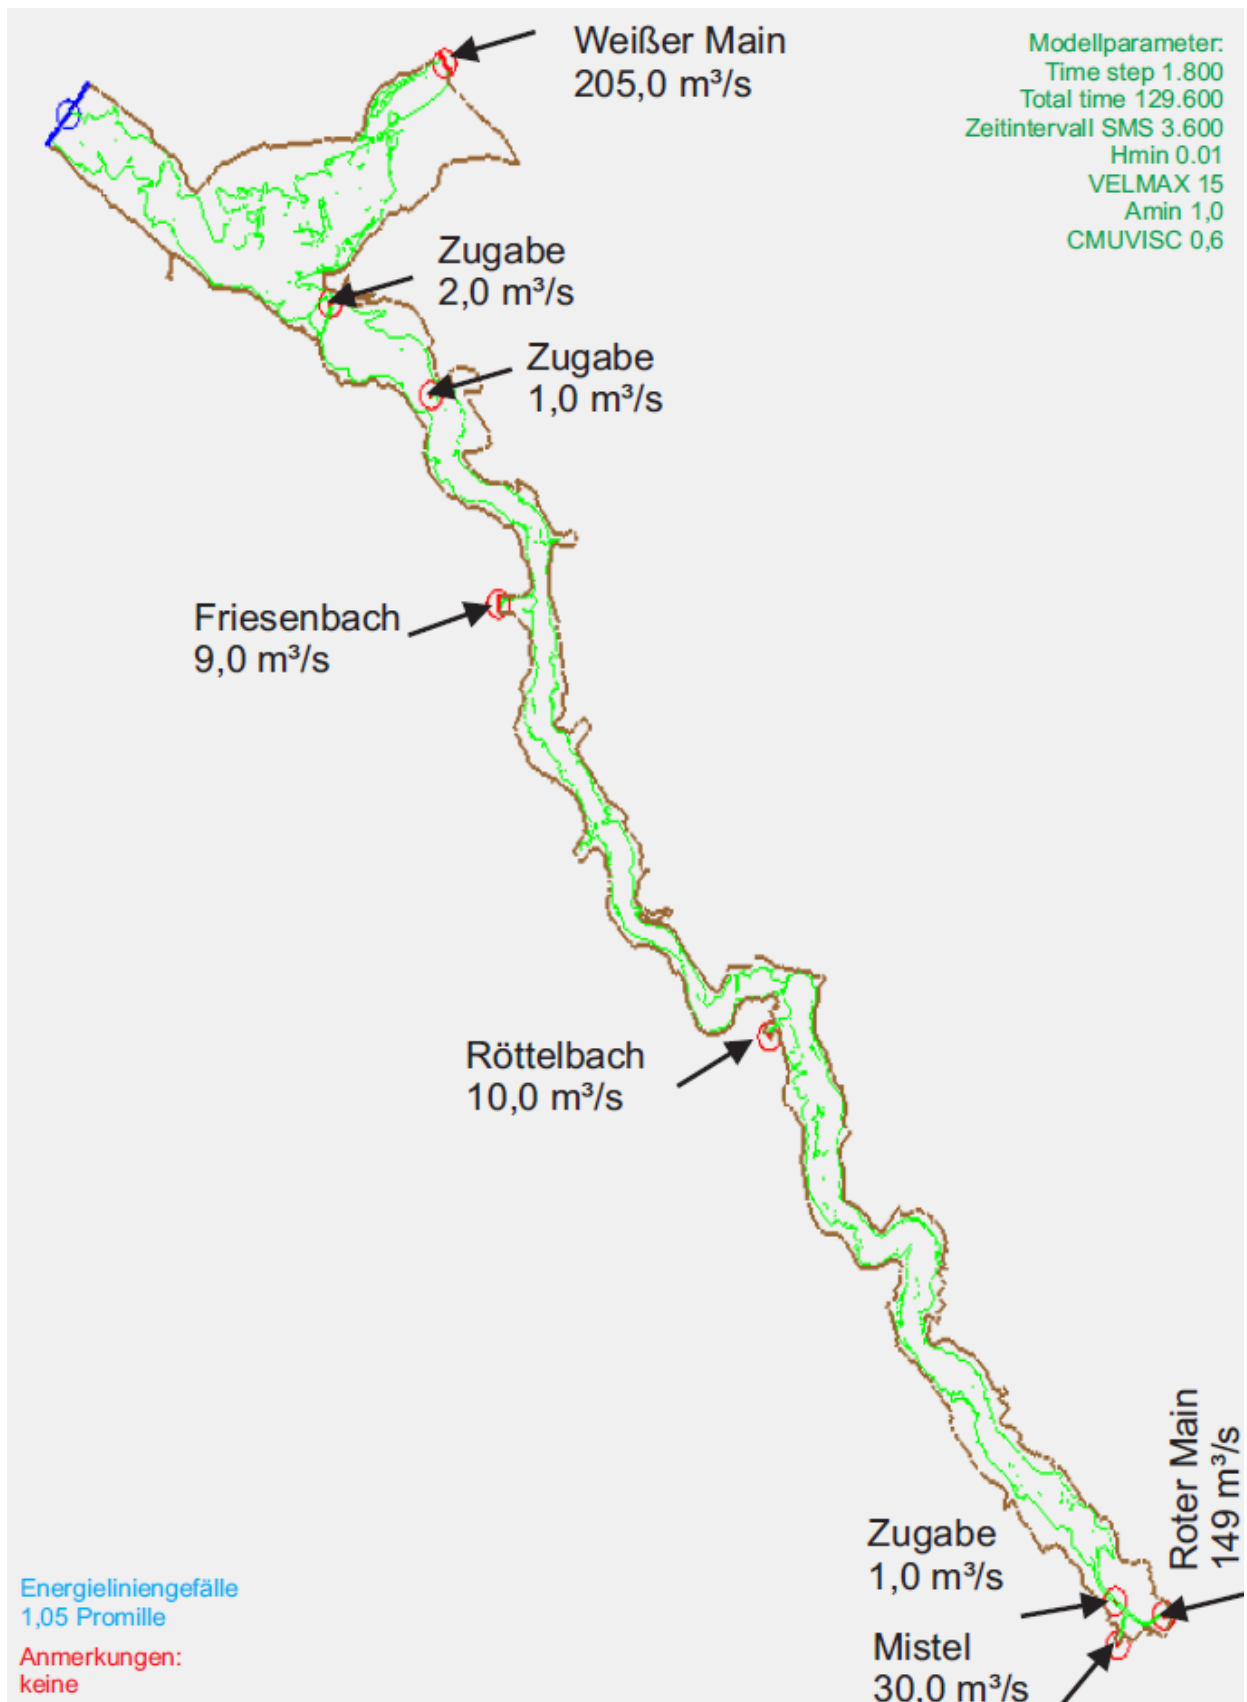 Weißer Main
205,0 m³/s
Modellparameter:
Time step 1.800
Total time 129.600
Zeitintervall SMS 3.600
Hmin 0.01
VELMAX 15
Amin 1,0
CMUVISC 0,6
Zugabe
2,0 m³/s
Zugabe
1,0 m³/s
Friesenbach
9,0 m³/s
Röttelbach
10,0 m³/s
Roter Main
149 m³/s
Zugabe
1,0 m³/s
Mistel
30,0 m³/s
Energieliniengefälle
1,05 Promille
Anmerkungen:
keine